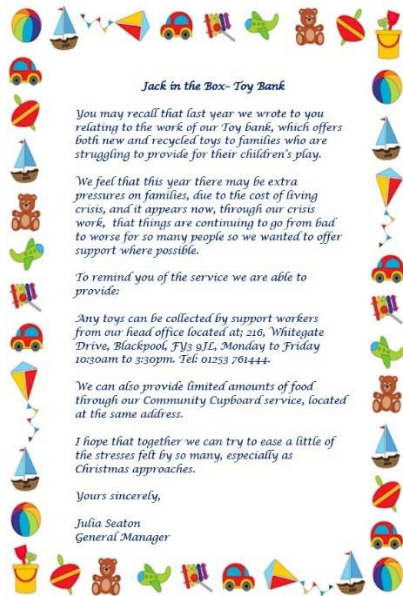 Jack in the Box- Toy Bank
You may recall that last year we wrote to you
relating to the work of our Toy bank, which offers
both new and recycled toys to families who are
struggling to provide for their children's play.
We feel that this year there may be extra
pressures on families, due to the cost of living
crisis, and it appears now, through our crisis
work, that things are continuing to go from bad
to worse for so many people so we wanted to offer
support where possible.
To remind you of the service we are able to
provide:
Any toys can be collected by support workers
from our head office located at; 216, Whitegate
Drive, Blackpool, FY3 9JL, Monday to Friday
10:30am to 3:30pm. Tel: 01253 761444.
We can also provide limited amounts of food
through our Community Cupboard service, located
at the same address.
I hope that together we can try to ease a little of
the stresses felt by so many, especially as
Christmas approaches.
Yours sincerely,
Julia Seaton
General Manager